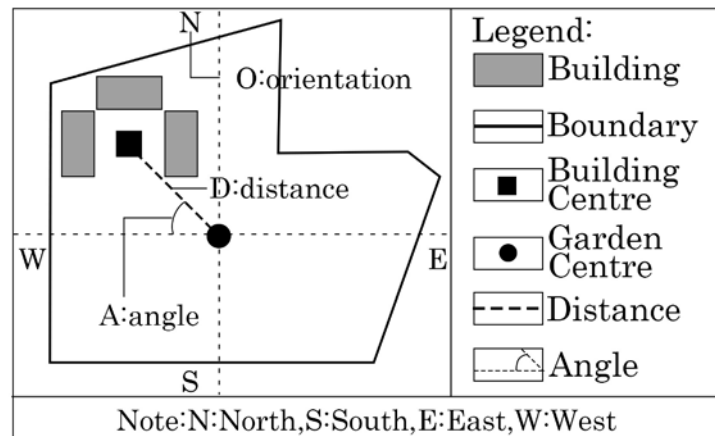 N
O:orientation
D:distance
W
E
A:angle
S
Legend:
Building
Boundary
Building
Centre
Garden
Centre
Distance
Angle
Note:N:North,S:South,E:East,W:West